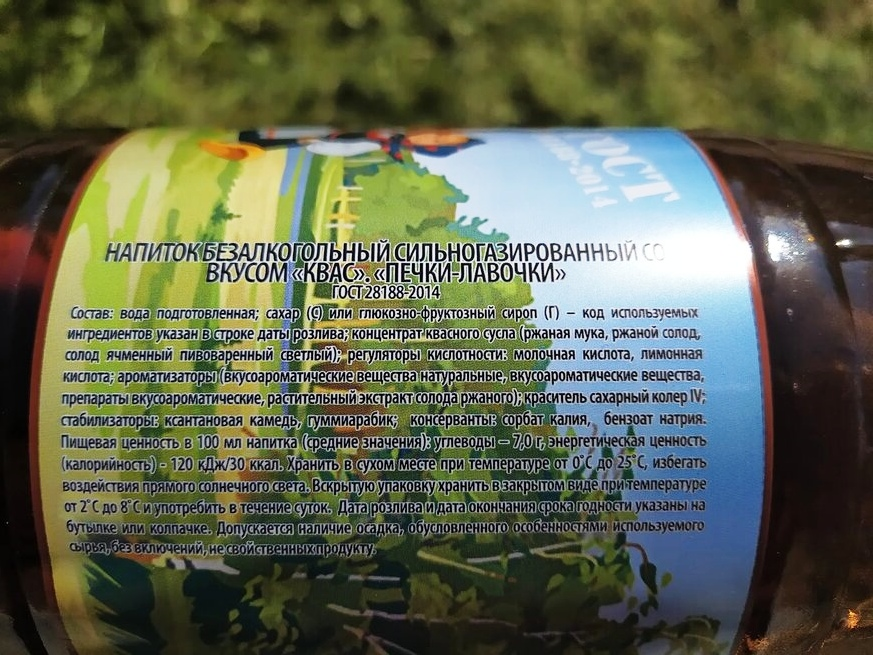 ГОСТ
2014
НАПИТОК БЕЗАЛКОГОЛЬНЫЙ СИЛЬНОГАЗИРОВАННЫЙ СО
ВКУСОМ «КВАС». «ПЕЧКИ-ЛАВОЧКИ»
ГОСТ 28188-2014
Состав: вода подготовленная; сахар (С) или глюкозно-фруктозный сироп (Г) – код используемых
ингредиентов указан в строке даты розлива; концентрат квасного сусла (ржаная мука, ржаной солод,
солод ячменный пивоваренный светлый); регуляторы кислотности: молочная кислота, лимонная
кислота; ароматизаторы (вкусоароматические вещества натуральные, вкусоароматические вещества,
препараты вкусоароматические, растительный экстракт солода ржаного); краситель сахарный колер IV;
стабилизаторы: ксантановая камедь, гуммиарабик; консерванты: сорбат калия, бензоат натрия.
Пищевая ценность в 100 мл напитка (средние значения): углеводы – 7,0 г, энергетическая ценность
(калорийность) - 120 кДж/30 ккал. Хранить в сухом месте при температуре от 0˚С до 25˚С, избегать
воздействия прямого солнечного света. Вскрытую упаковку хранить в закрытом виде при температуре
от 2˚С до 8˚С и употребить в течение суток. Дата розлива и дата окончания срока годности указаны на
бутылке или колпачке. Допускается наличие осадка, обусловленного особенностями используемого
сырья, без включений, не свойственных продукту.